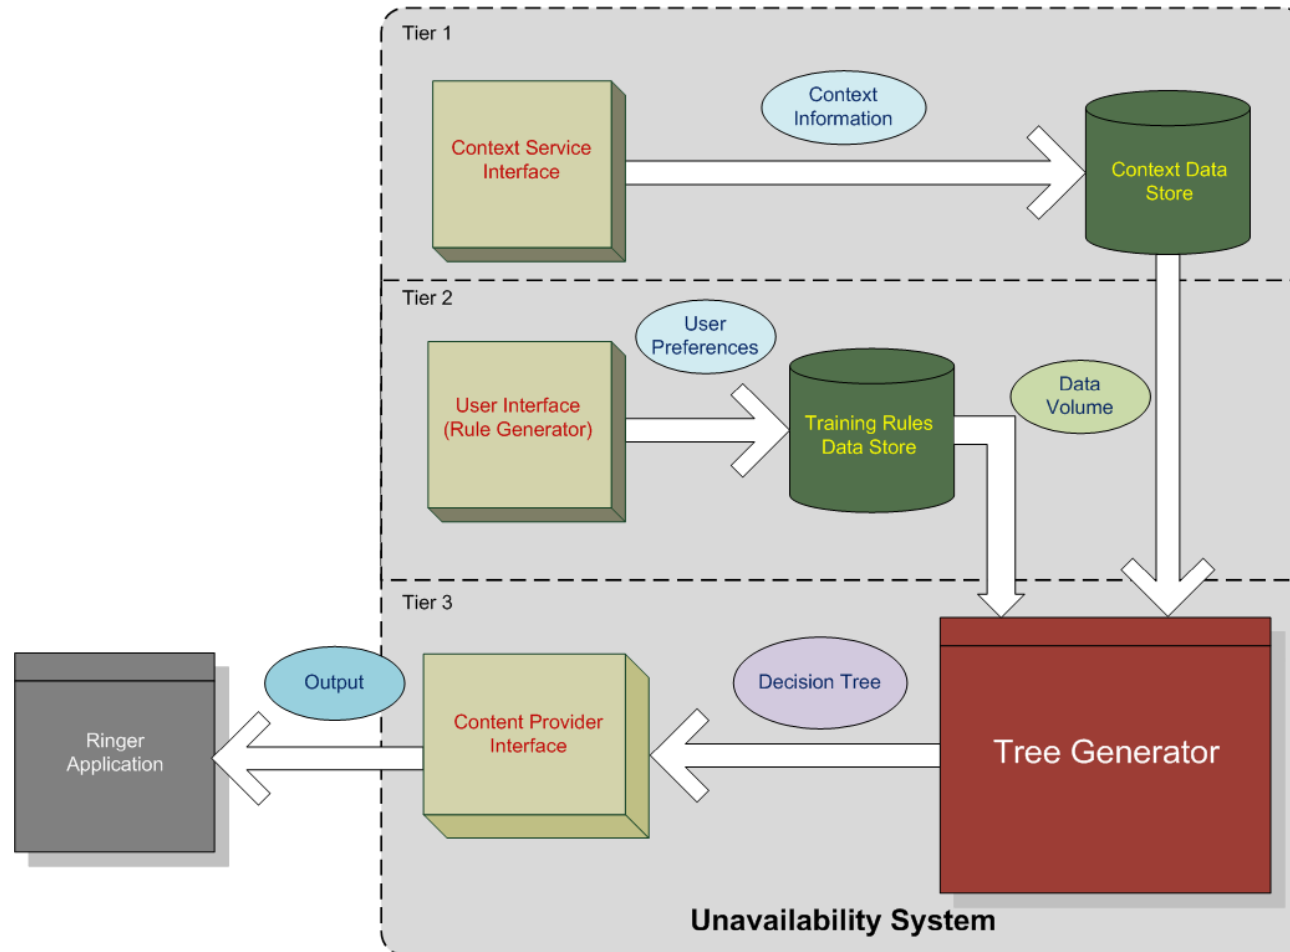 Tier 1
Context
Information
Context Service
Interface
Context Data
Store
Tier 2
User
Preferences
User Interface
(Rule Generator)
Training Rules
Data Store
Data
Volume
Tier 3
Output
Decision Tree
Ringer
Application
Content Provider
Interface
Tree Generator
Unavailability System